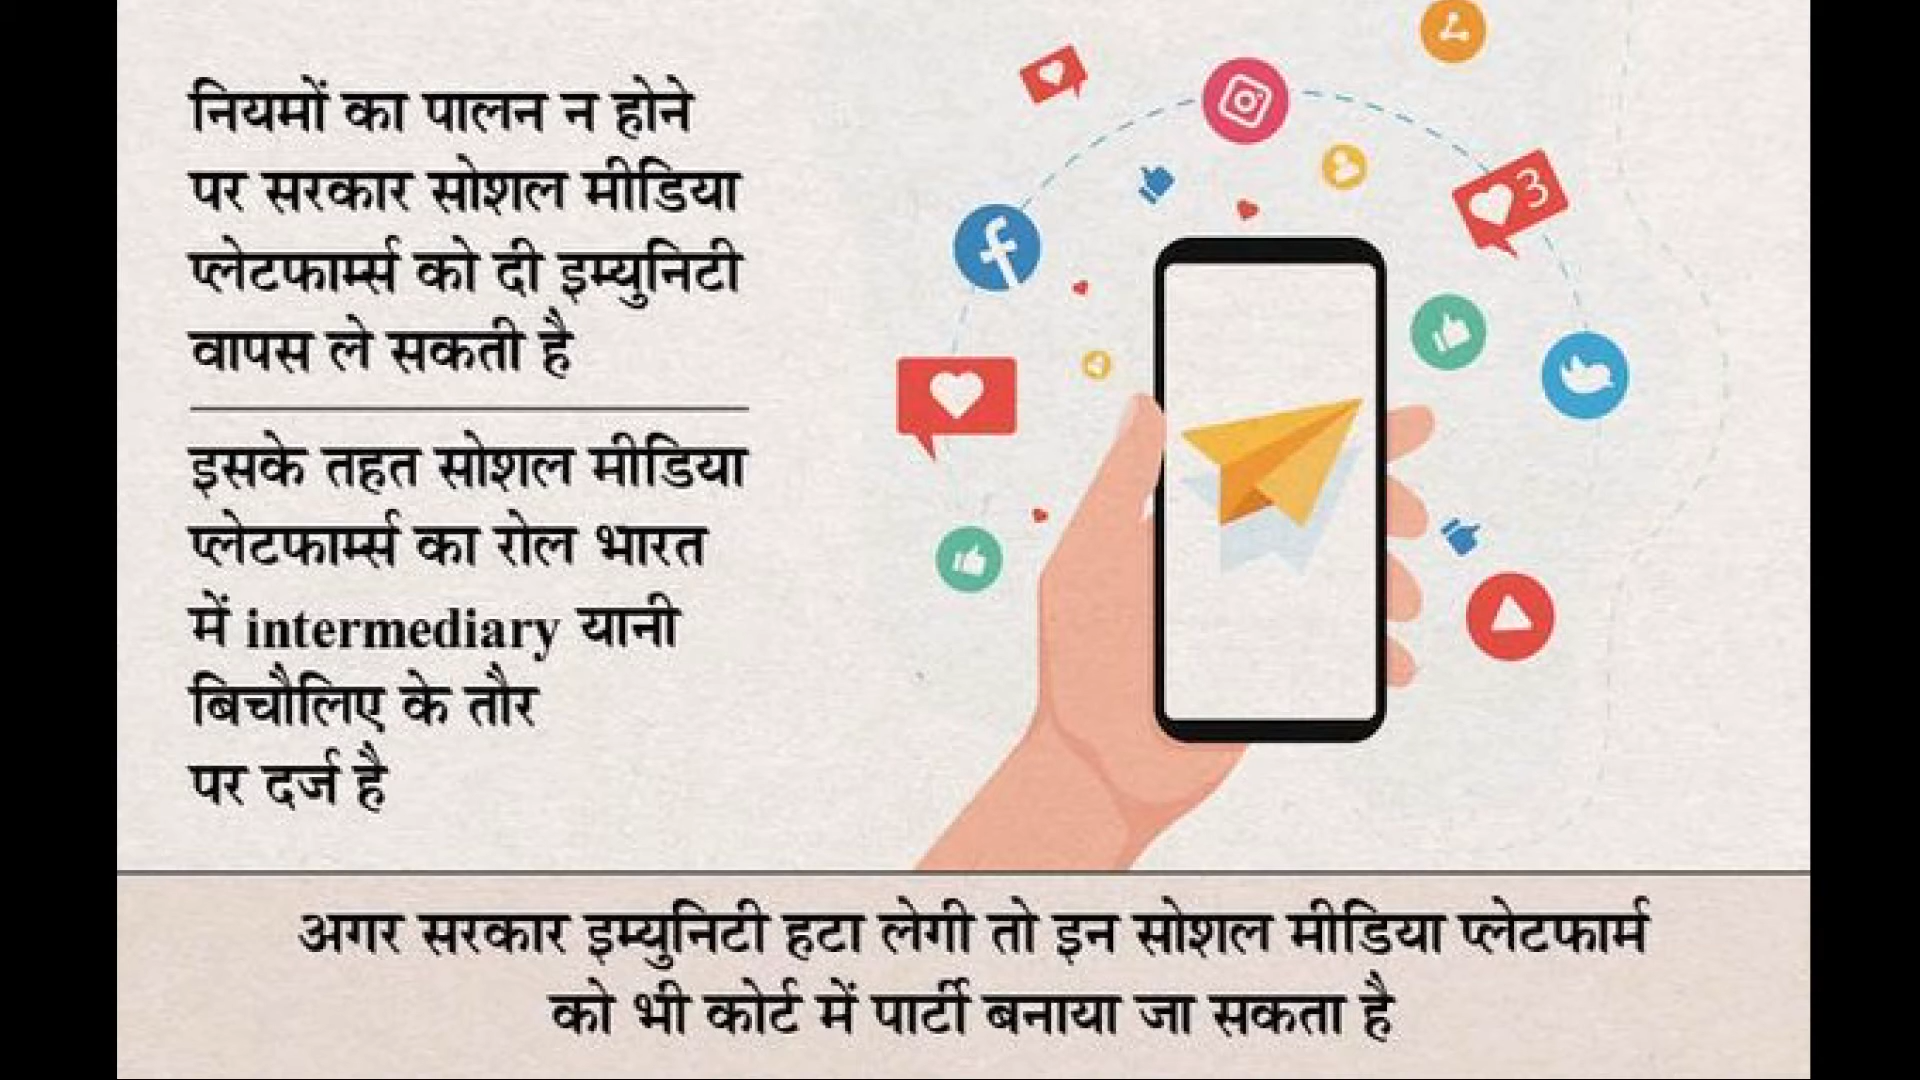 नियमों का पालन न होने
पर सरकार सोशल मीडिया
प्लेटफार्म्स को दी इम्युनिटी
वापस ले सकती है
इसके तहत सोशल मीडिया
प्लेटफार्म्स का रोल भारत
में intermediary यानी
बिचौलिए के तौर
पर दर्ज है
3
अगर सरकार इम्युनिटी हटा लेगी तो इन सोशल मीडिया प्लेटफार्म
को भी कोर्ट में पार्टी बनाया जा सकता है